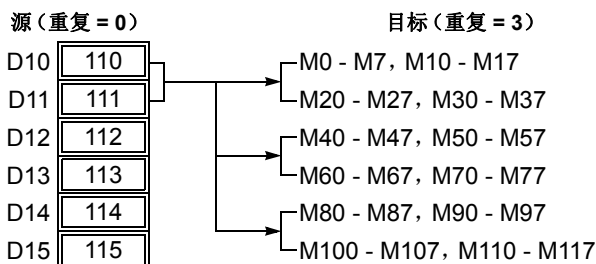 源（重复 = 0） 目标（重复 = 3）
D10 110 M0 - M7，M10 - M17
D11 111 M20 - M27，M30 - M37
D12 112 M40 - M47，M50 - M57
D13 113 M60 - M67，M70 - M77
D14 114 M80 - M87，M90 - M97
D15 115 M100 - M107，M110 - M117